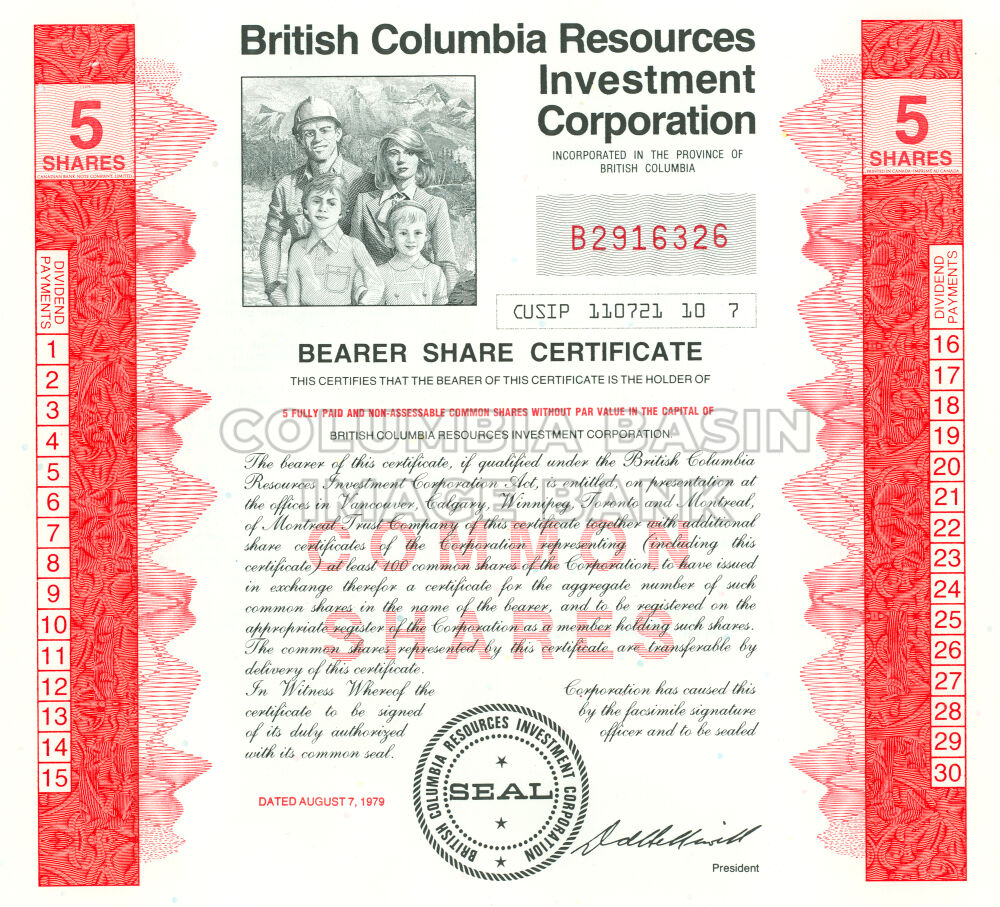 British Columbia Resources
Investment
Corporation
INCORPORATED IN THE PROVINCE OF
BRITISH COLUMBIA
5
SHARES
CANADIAN BANK NOTE COMPANY, LIMITED
5
SHARES
PRINTED IN CANADA - IMPRIMÉ AU CANADA
B2916326
CUSIP 110721 10 7
BEARER SHARE CERTIFICATE
THIS CERTIFIES THAT THE BEARER OF THIS CERTIFICATE IS THE HOLDER OF
5 FULLY PAID AND NON-ASSESSABLE COMMON SHARES WITHOUT PAR VALUE IN THE CAPITAL OF
BRITISH COLUMBIA RESOURCES INVESTMENT CORPORATION.
COLUMBIA BASIN
IMAGE BANK
The bearer of this certificate, if qualified under the British Columbia
Resources Investment Corporation Act, is entitled, on presentation at
the offices in Vancouver, Calgary, Winnipeg, Toronto and Montreal,
of Montreal Trust Company of this certificate together with additional
share certificates of the Corporation representing (including this
certificate) at least 100 common shares of the Corporation, to have issued
in exchange therefor a certificate for the aggregate number of such
common shares in the name of the bearer, and to be registered on the
appropriate register of the Corporation as a member holding such shares.
The common shares represented by this certificate are transferable by
delivery of this certificate.
COMMON
SHARES
In Witness Whereof the Corporation has caused this
certificate to be signed by the facsimile signature
of its duly authorized officer and to be sealed
with its common seal.
DATED AUGUST 7, 1979
BRITISH COLUMBIA RESOURCES INVESTMENT CORPORATION
SEAL
President
DIVIDEND
PAYMENTS
1
2
3
4
5
6
7
8
9
10
11
12
13
14
15
DIVIDEND
PAYMENTS
16
17
18
19
20
21
22
23
24
25
26
27
28
29
30